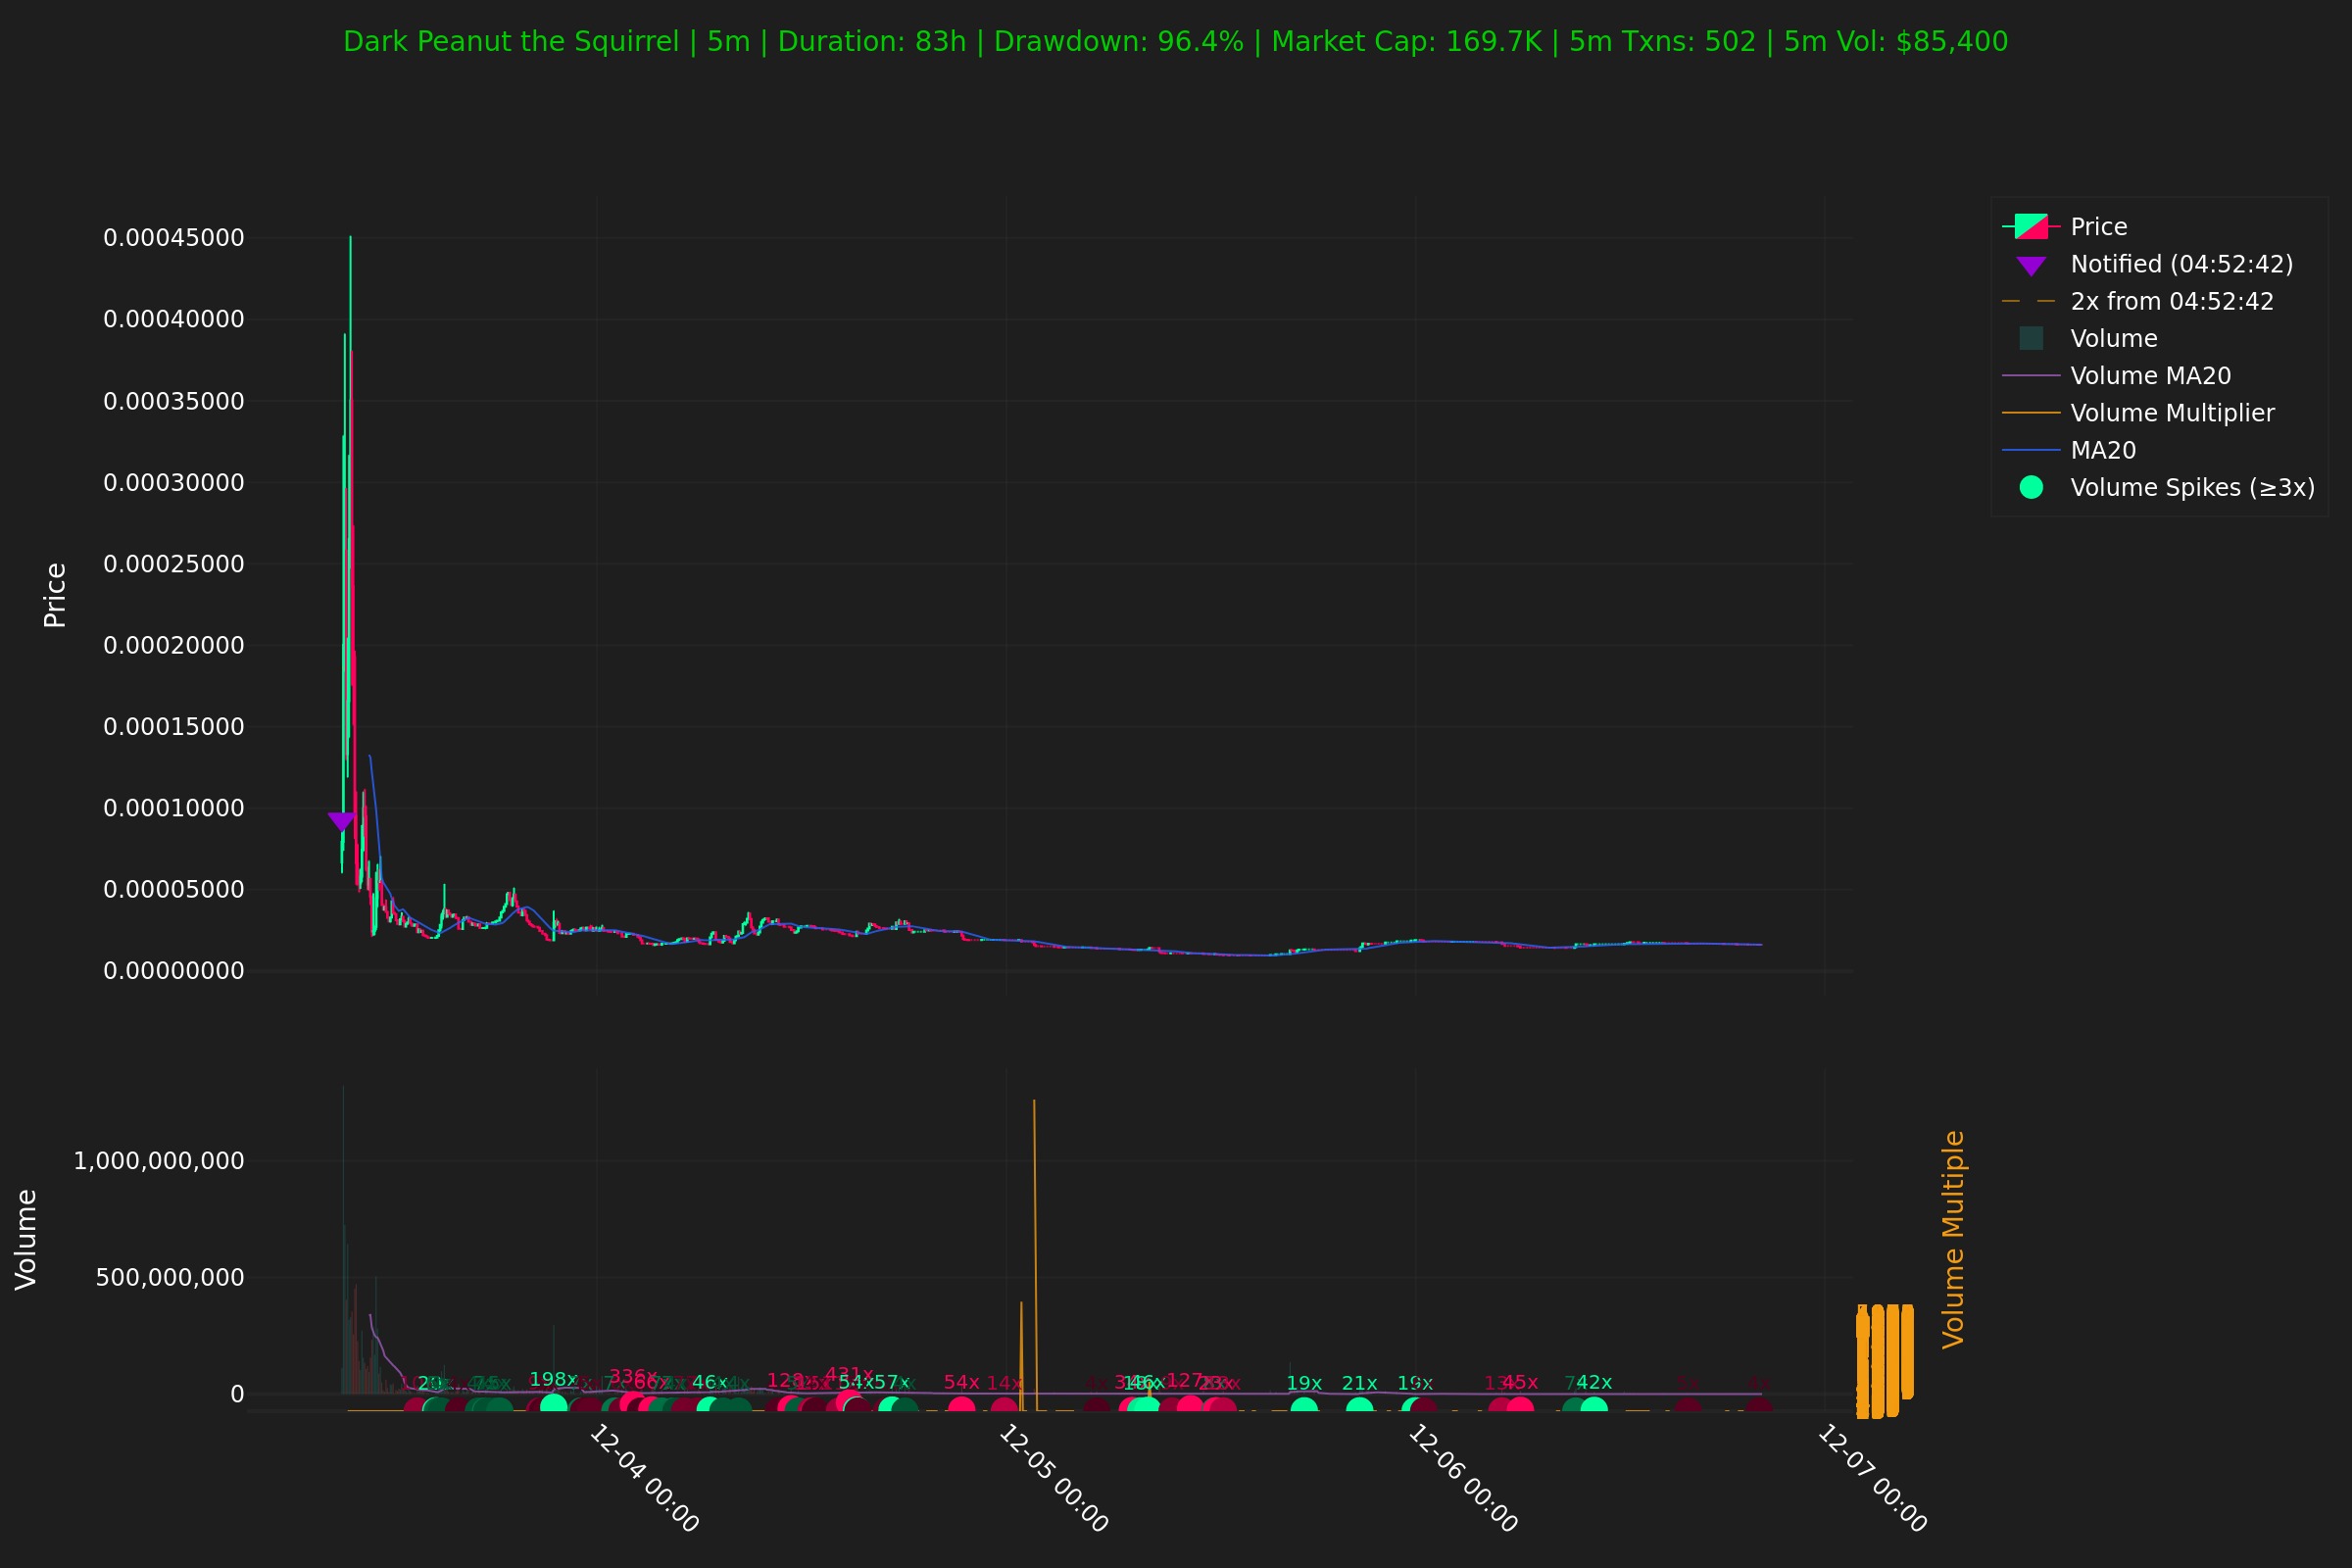 Dark Peanut the Squirrel | 5m | Duration: 83h | Drawdown: 96.4% | Market Cap: 169.7K | 5m Txns: 502 | 5m Vol: $85,400
Price
0.00045000
0.00040000
0.00035000
0.00030000
0.00025000
0.00020000
0.00015000
0.00010000
0.00005000
0.00000000
Price
Notified (04:52:42)
2x from 04:52:42
Volume
Volume MA20
Volume Multiplier
MA20
Volume Spikes (≥3x)
Volume
1,000,000,000
500,000,000
0
198x
336x
46x
431x
54x
57x
54x
14x
127x
19x
21x
19x
45x
42x
Volume Multiple
12-04 00:00
12-05 00:00
12-06 00:00
12-07 00:00